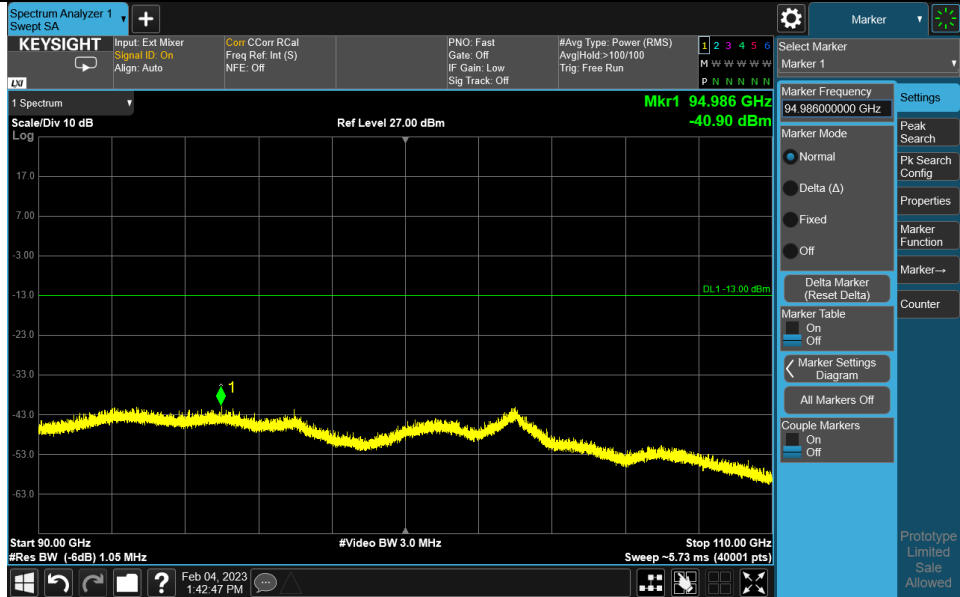 Spectrum Analyzer 1
Swept SA
Marker
KEYSIGHT
Input: Ext Mixer
Signal ID: On
Align: Auto
Corr CCorr RCal
Freq Ref: Int (S)
NFE: Off
PNO: Fast
Gate: Off
IF Gain: Low
Sig Track: Off
#Avg Type: Power (RMS)
Avg|Hold:>100/100
Trig: Free Run
1 2 3 4 5 6
M W W W W W
P N N N N N
LXI
Select Marker
Marker 1
1 Spectrum
Mkr1 94.986 GHz
-40.90 dBm
Scale/Div 10 dB
Ref Level 27.00 dBm
Log
17.0
7.00
-3.00
-13.0
-23.0
-33.0
-43.0
-53.0
-63.0
DL1 -13.00 dBm
1
Start 90.00 GHz
#Video BW 3.0 MHz
Stop 110.00 GHz
#Res BW (-6dB) 1.05 MHz
Sweep ~5.73 ms (40001 pts)
Marker Frequency
94.986000000 GHz
Marker Mode
Normal
Delta (Δ)
Fixed
Off
Delta Marker
(Reset Delta)
Marker Table
On
Off
Marker Settings
Diagram
All Markers Off
Couple Markers
On
Off
Settings
Peak
Search
Pk Search
Config
Properties
Marker
Function
Marker→
Counter
Prototype
Limited
Sale
Allowed
?
Feb 04, 2023
1:42:47 PM